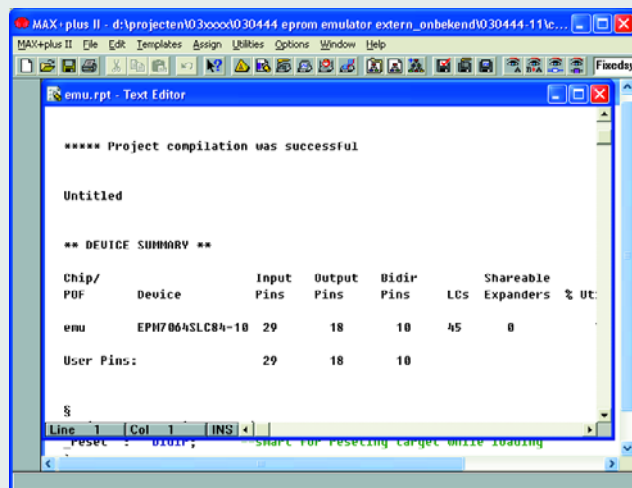 MAX+plus II - d:\projecten\03xxxx\030444 eprom emulator extern_onbekend\030444-11\c...
MAX+plus II File Edit Templates Assign Utilities Options Window Help
Fixedsy
emu.rpt - Text Editor
***** Project compilation was successful
Untitled
** DEVICE SUMMARY **
Chip/ Input Output Bidir Shareable
POF Device Pins Pins Pins LCs Expanders % Ut
emu EPM7064SLC84-10 29 18 10 45 0
User Pins: 29 18 10
§
Line 1 Col 1 INS
_reset : bidir; --smart for reseting target while loading